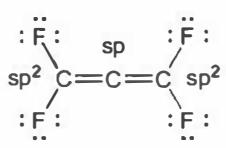 F F
sp
sp² C=C=C sp²
F F